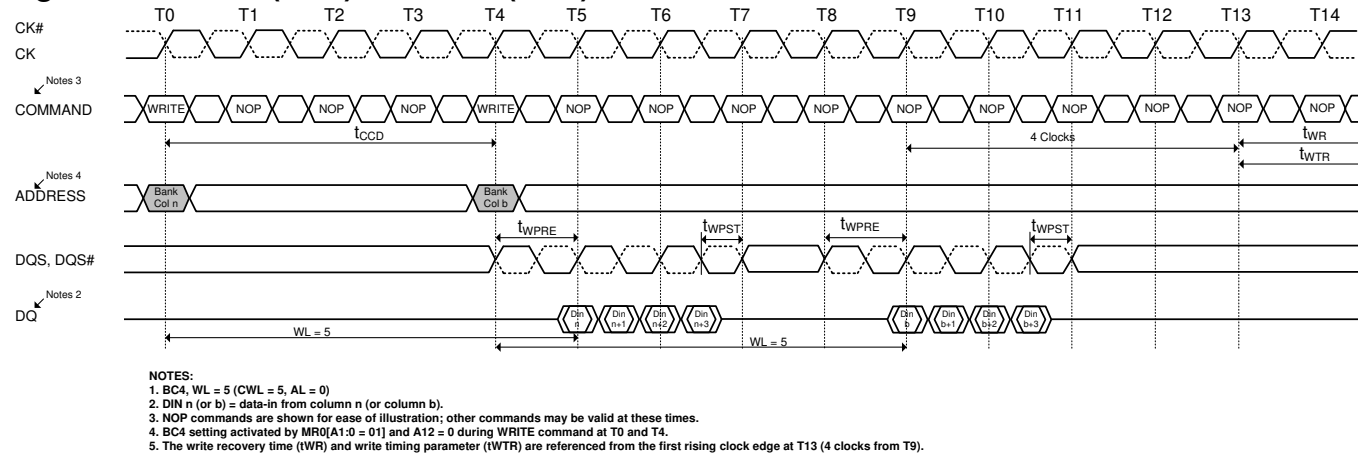 T0 T1 T2 T3 T4 T5 T6 T7 T8 T9 T10 T11 T12 T13 T14
CK#
CK
Notes 3
COMMAND WRITE NOP NOP NOP WRITE NOP NOP NOP NOP NOP NOP NOP NOP NOP NOP
tCCD 4 Clocks tWR
tWTR
Notes 4
ADDRESS Bank Col n Bank Col b
tWPRE tWPST tWPRE tWPST
DQS, DQS#
Notes 2
DQ Din n Din n+1 Din n+2 Din n+3 Din b Din b+1 Din b+2 Din b+3
WL = 5 WL = 5
NOTES:
1. BC4, WL = 5 (CWL = 5, AL = 0)
2. DIN n (or b) = data-in from column n (or column b).
3. NOP commands are shown for ease of illustration; other commands may be valid at these times.
4. BC4 setting activated by MR0[A1:0 = 01] and A12 = 0 during WRITE command at T0 and T4.
5. The write recovery time (tWR) and write timing parameter (tWTR) are referenced from the first rising clock edge at T13 (4 clocks from T9).